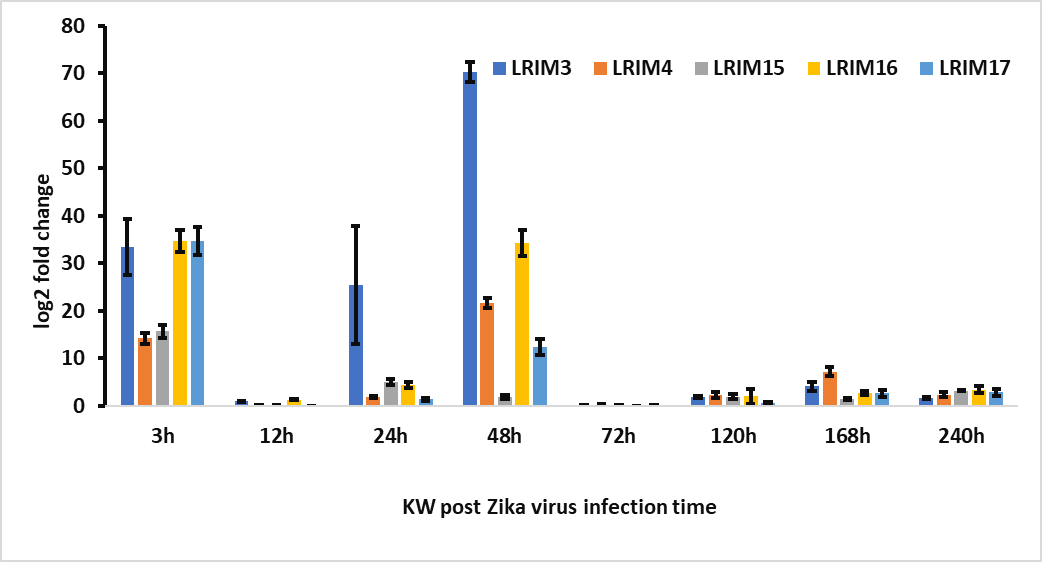 80
70
60
50
40
30
20
10
0
log2 fold change
LRIM3 LRIM4 LRIM15 LRIM16 LRIM17
3h 12h 24h 48h 72h 120h 168h 240h
KW post Zika virus infection time